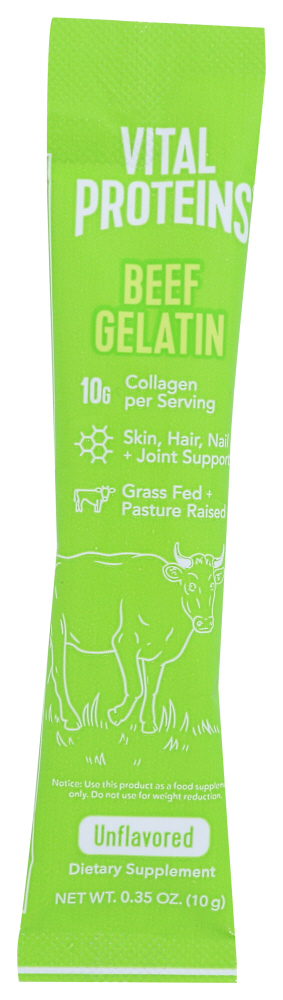 VITAL
PROTEINS
BEEF
GELATIN
10G
Collagen
per Serving
Skin, Hair, Nail
+ Joint Support
Grass Fed +
Pasture Raised
Notice: Use this product as a food supplem
only. Do not use for weight reduction.
Unflavored
Dietary Supplement
NET WT. 0.35 OZ. (10 g)